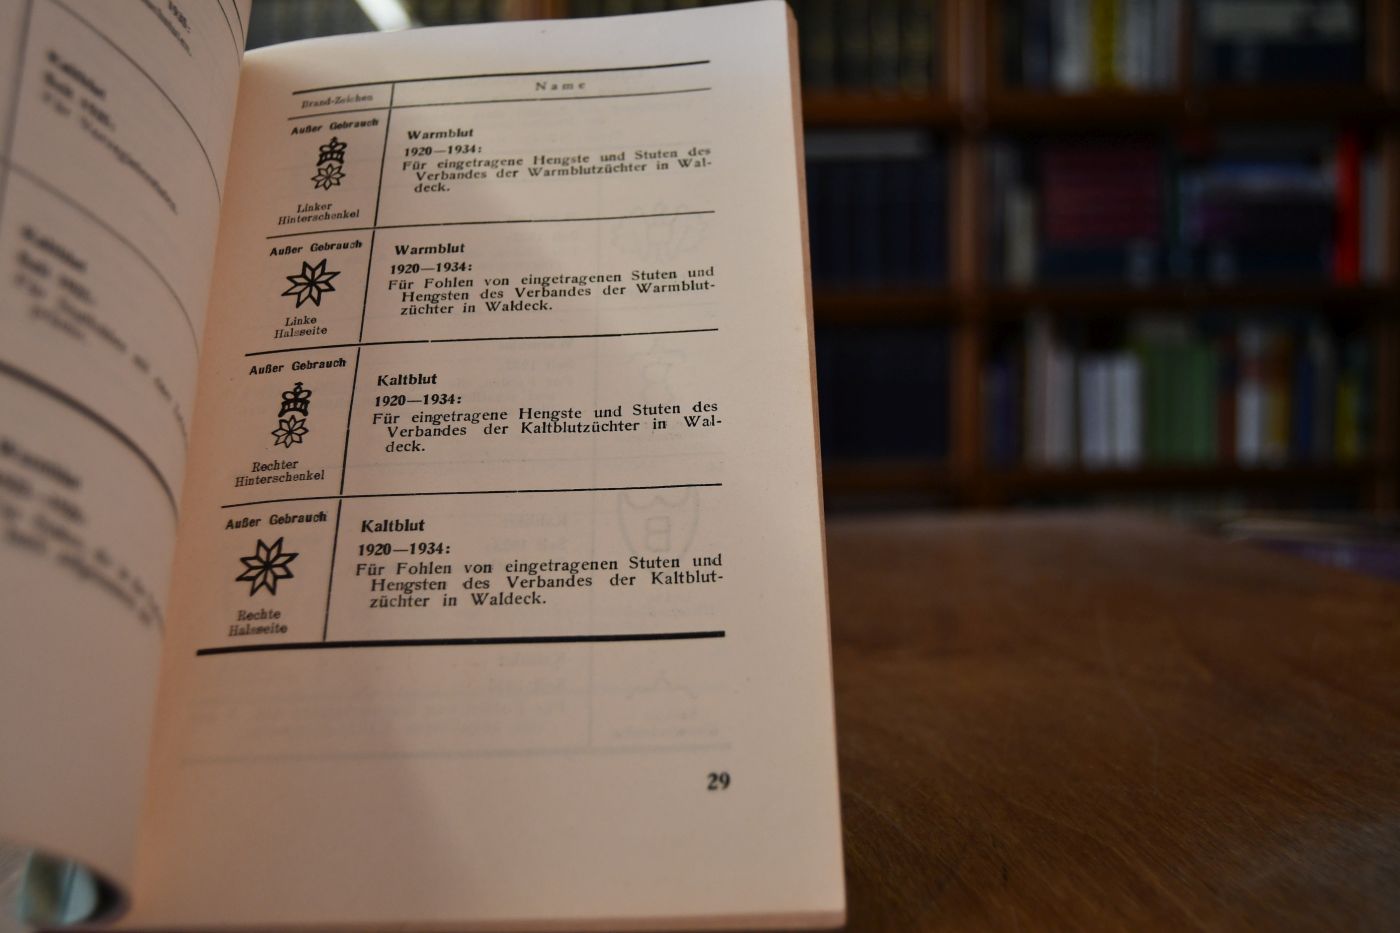 Brand-Zeichen
Name
Außer Gebrauch
Linker
Hinterschenkel
Warmblut
1920—1934:
Für eingetragene Hengste und Stuten des
Verbandes der Warmblutzüchter in Wal-
deck.
Außer Gebrauch
Linke
Halsseite
Warmblut
1920—1934:
Für Fohlen von eingetragenen Stuten und
Hengsten des Verbandes der Warmblut-
züchter in Waldeck.
Außer Gebrauch
Rechter
Hinterschenkel
Kaltblut
1920—1934:
Für eingetragene Hengste und Stuten des
Verbandes der Kaltblutzüchter in Wal-
deck.
Außer Gebrauch
Rechte
Halsseite
Kaltblut
1920—1934:
Für Fohlen von eingetragenen Stuten und
Hengsten des Verbandes der Kaltblut-
züchter in Waldeck.
29